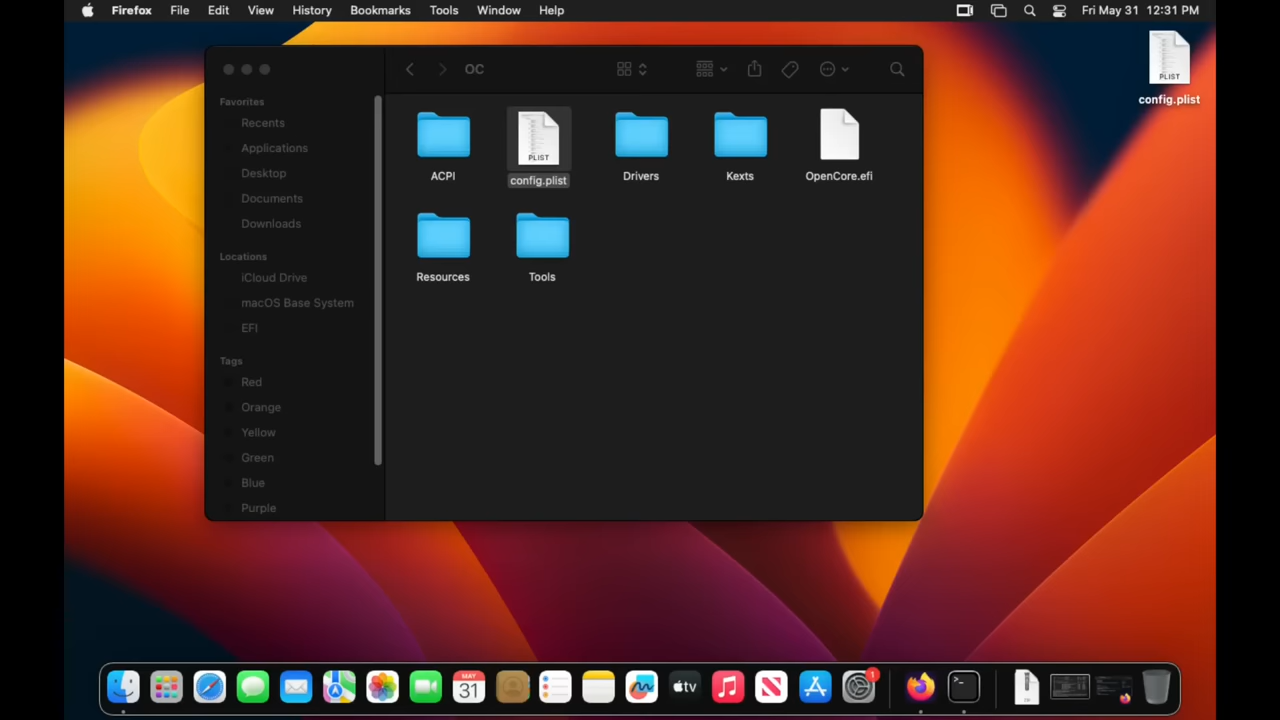 Firefox File Edit View History Bookmarks Tools Window Help Fri May 31 12:31 PM
PLIST
config.plist
OC
Favorites
Recents
Applications
Desktop
Documents
Downloads
Locations
iCloud Drive
macOS Base System
EFI
Tags
Red
Orange
Yellow
Green
Blue
Purple
PLIST
ACPI config.plist Drivers Kexts OpenCore.efi
Resources Tools
MAY
31
tv
1
>_